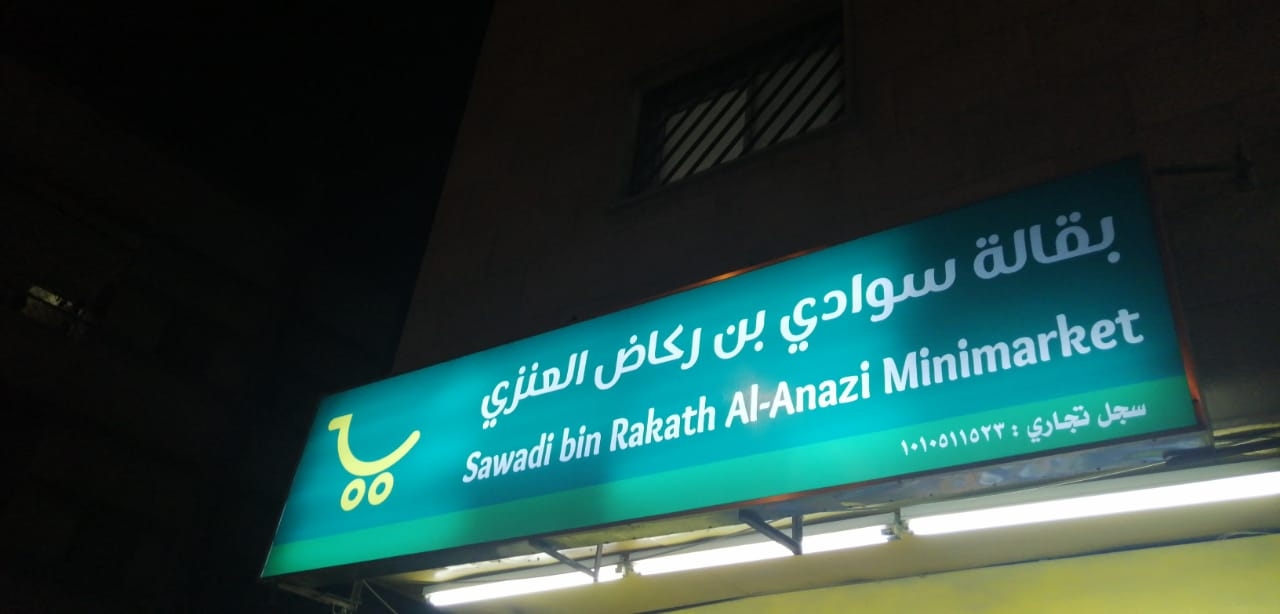 بقالة سوادي بن ركاض العنزي
Sawadi bin Rakath Al-Anazi Minimarket
سجل تجاري : ١٠١٠٥١١٥٢٣